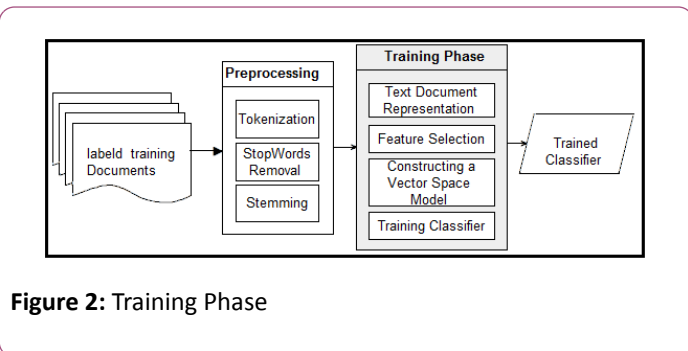 labeld training
Documents
Preprocessing
Tokenization
StopWords
Removal
Stemming
Training Phase
Text Document
Representation
Feature Selection
Constructing a
Vector Space
Model
Training Classifier
Trained
Classifier
Figure 2: Training Phase